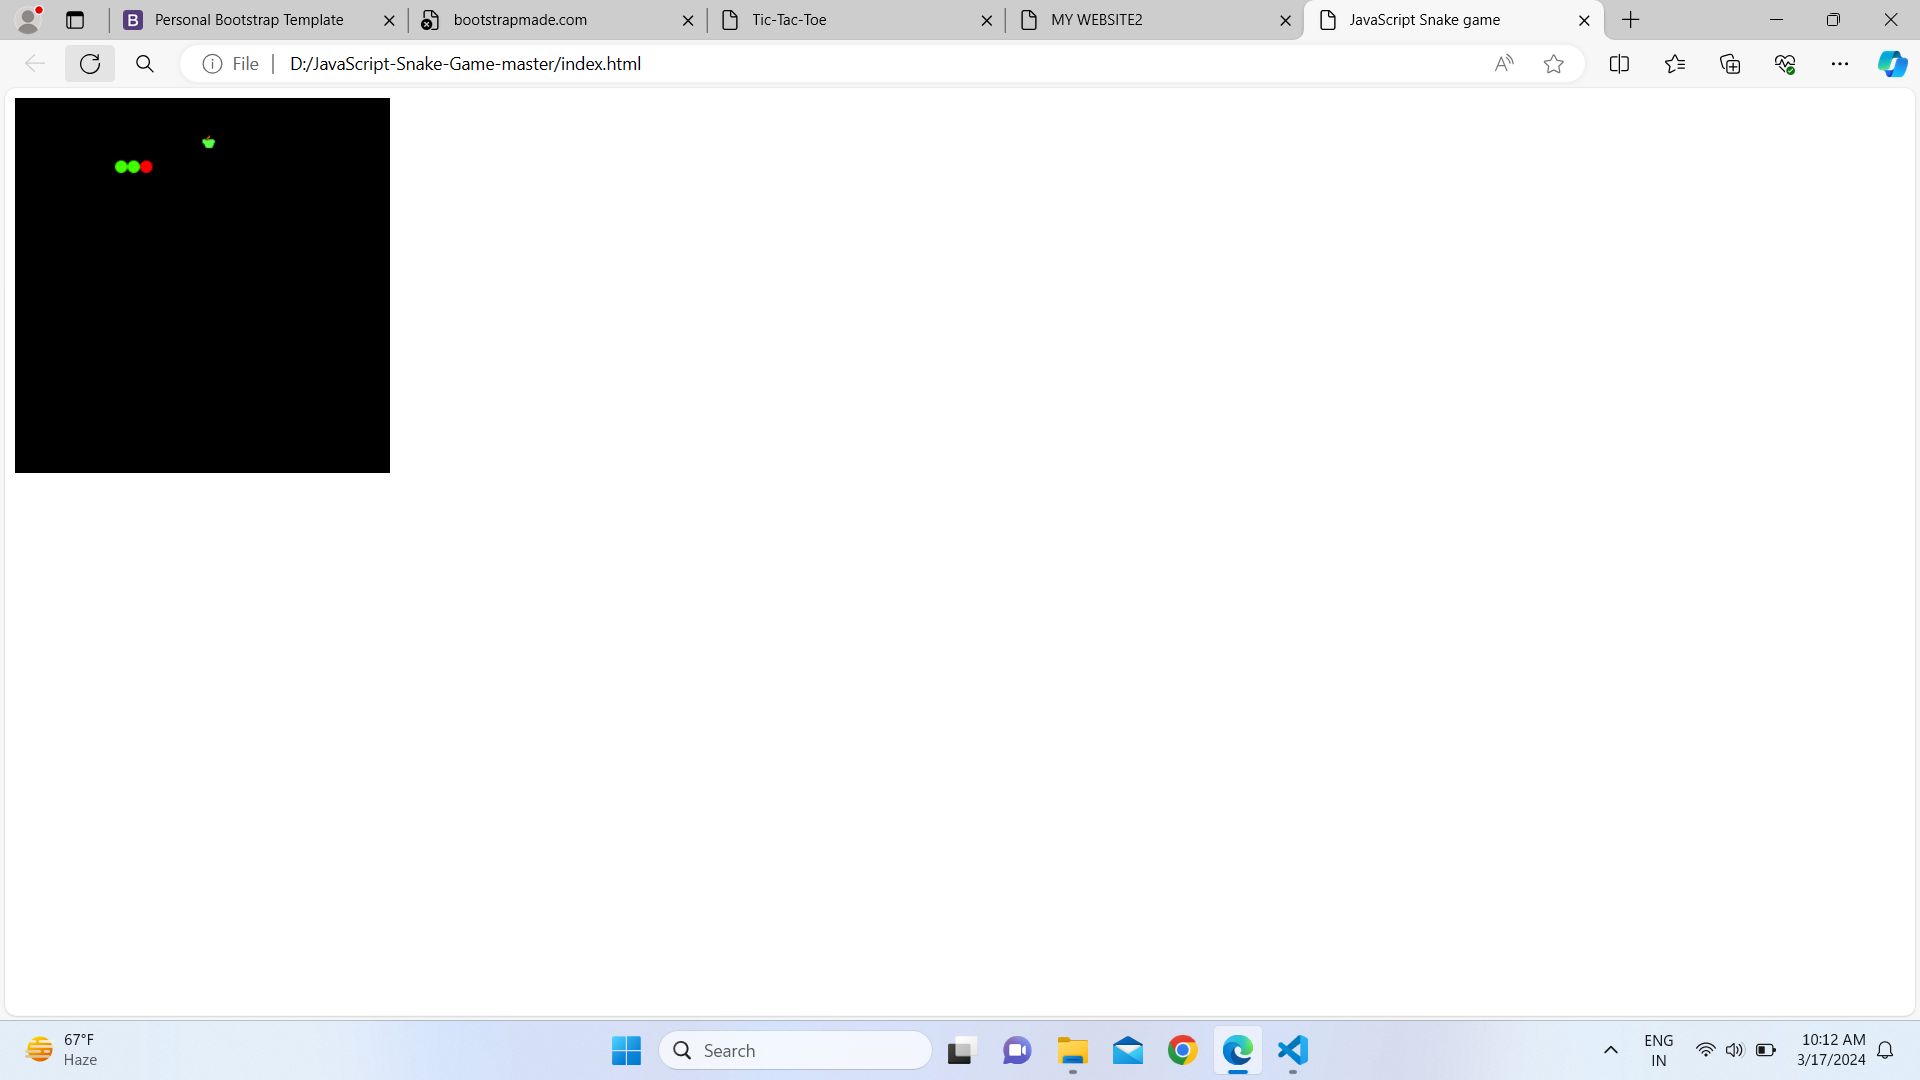 Personal Bootstrap Template
bootstrapmade.com
Tic-Tac-Toe
MY WEBSITE2
JavaScript Snake game
File
D:/JavaScript-Snake-Game-master/index.html
67°F
Haze
Search
ENG
IN
10:12 AM
3/17/2024